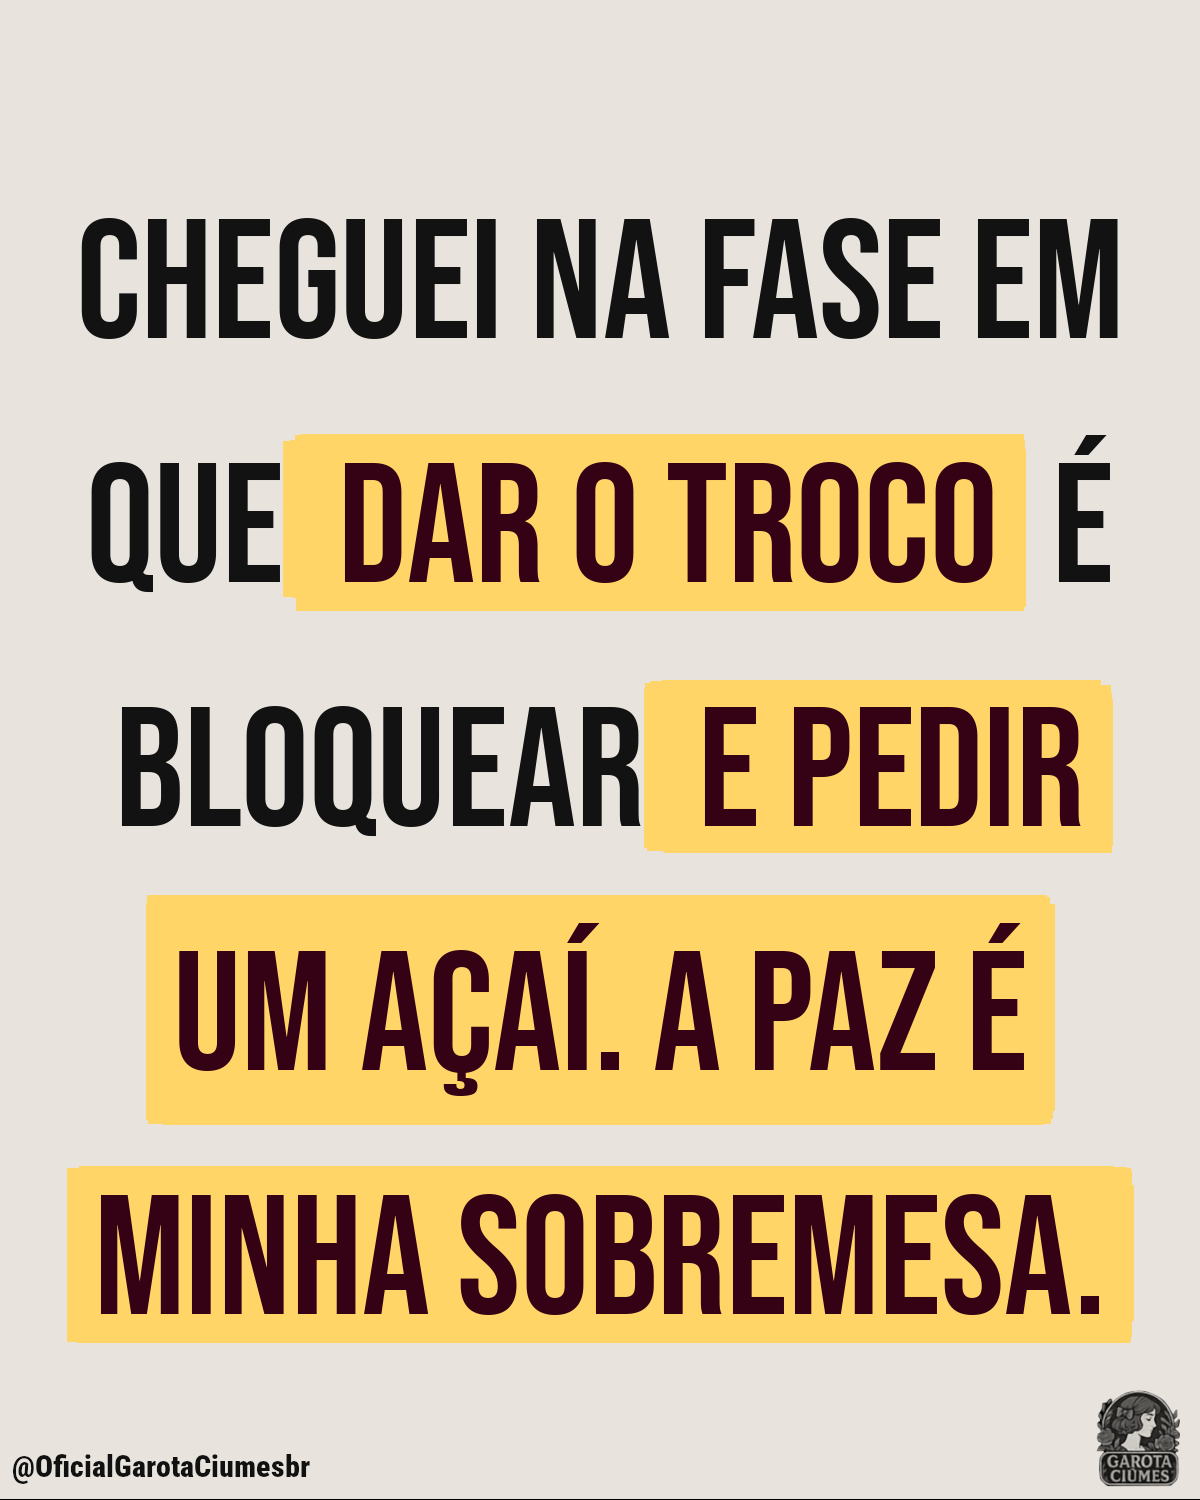 CHEGUEI NA FASE EM
QUE DAR O TROCO É
BLOQUEAR E PEDIR
UM AÇAÍ. A PAZ É
MINHA SOBREMESA.
@OficialGarotaCiumesbr
GAROTA
CIÚMES